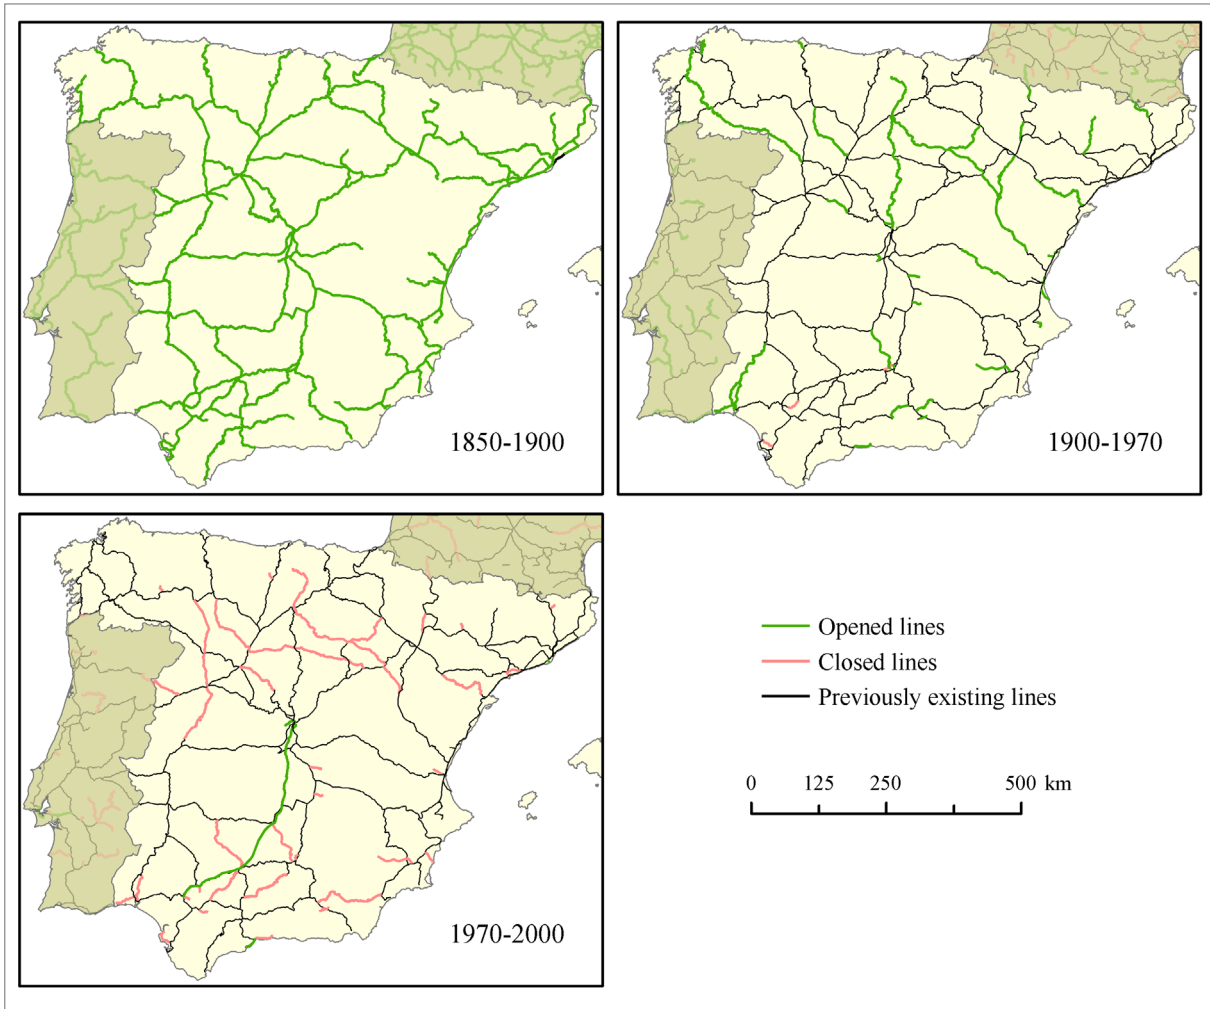 1850-1900
1900-1970
1970-2000
Opened lines
Closed lines
Previously existing lines
0 125 250 500 km